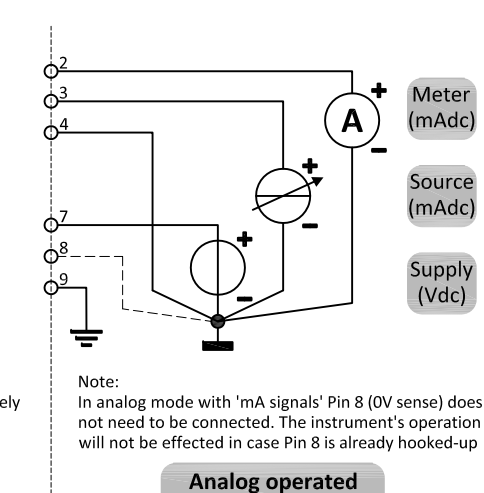 2
3
4
7
8
9
+
A
-
+
-
+
-
Meter
(mAdc)
Source
(mAdc)
Supply
(Vdc)
ely
Note:
In analog mode with 'mA signals' Pin 8 (0V sense) does
not need to be connected. The instrument's operation
will not be effected in case Pin 8 is already hooked-up
Analog operated